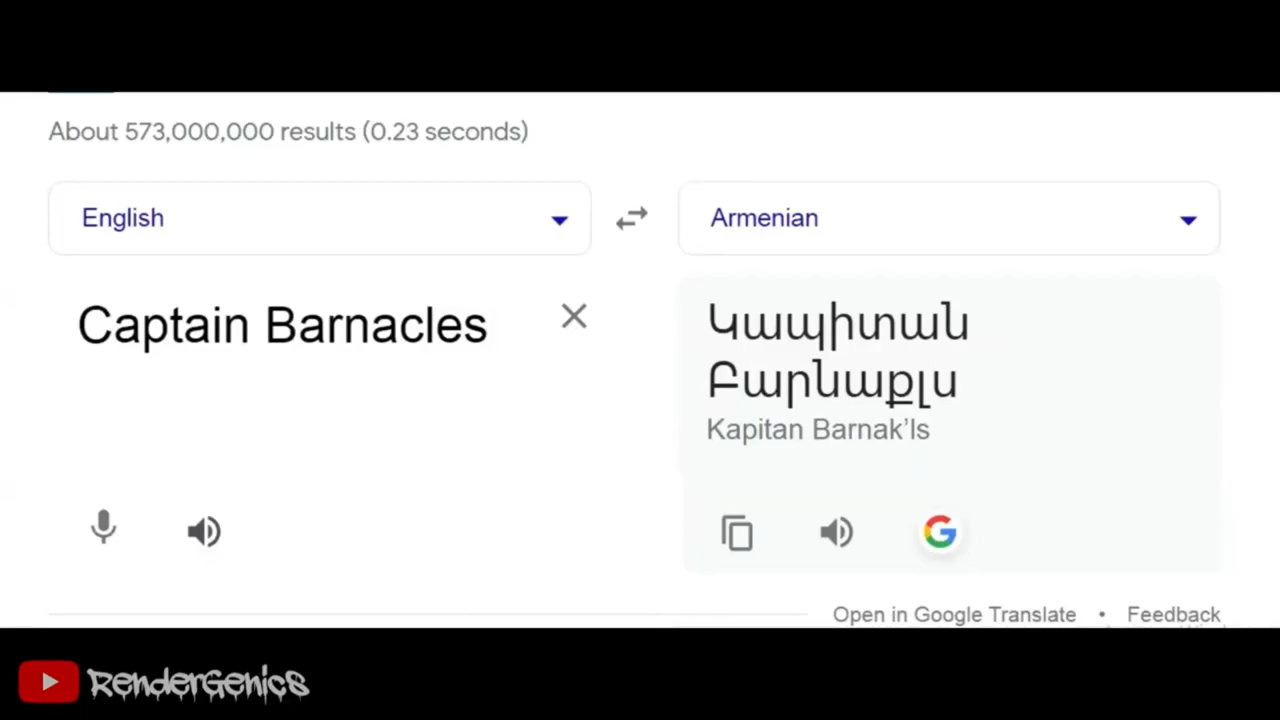 About 573,000,000 results (0.23 seconds)
English
Armenian
Captain Barnacles
Կապիտան
Բարնաքլս
Kapitan Barnak’ls
Open in Google Translate • Feedback
RenderGenics